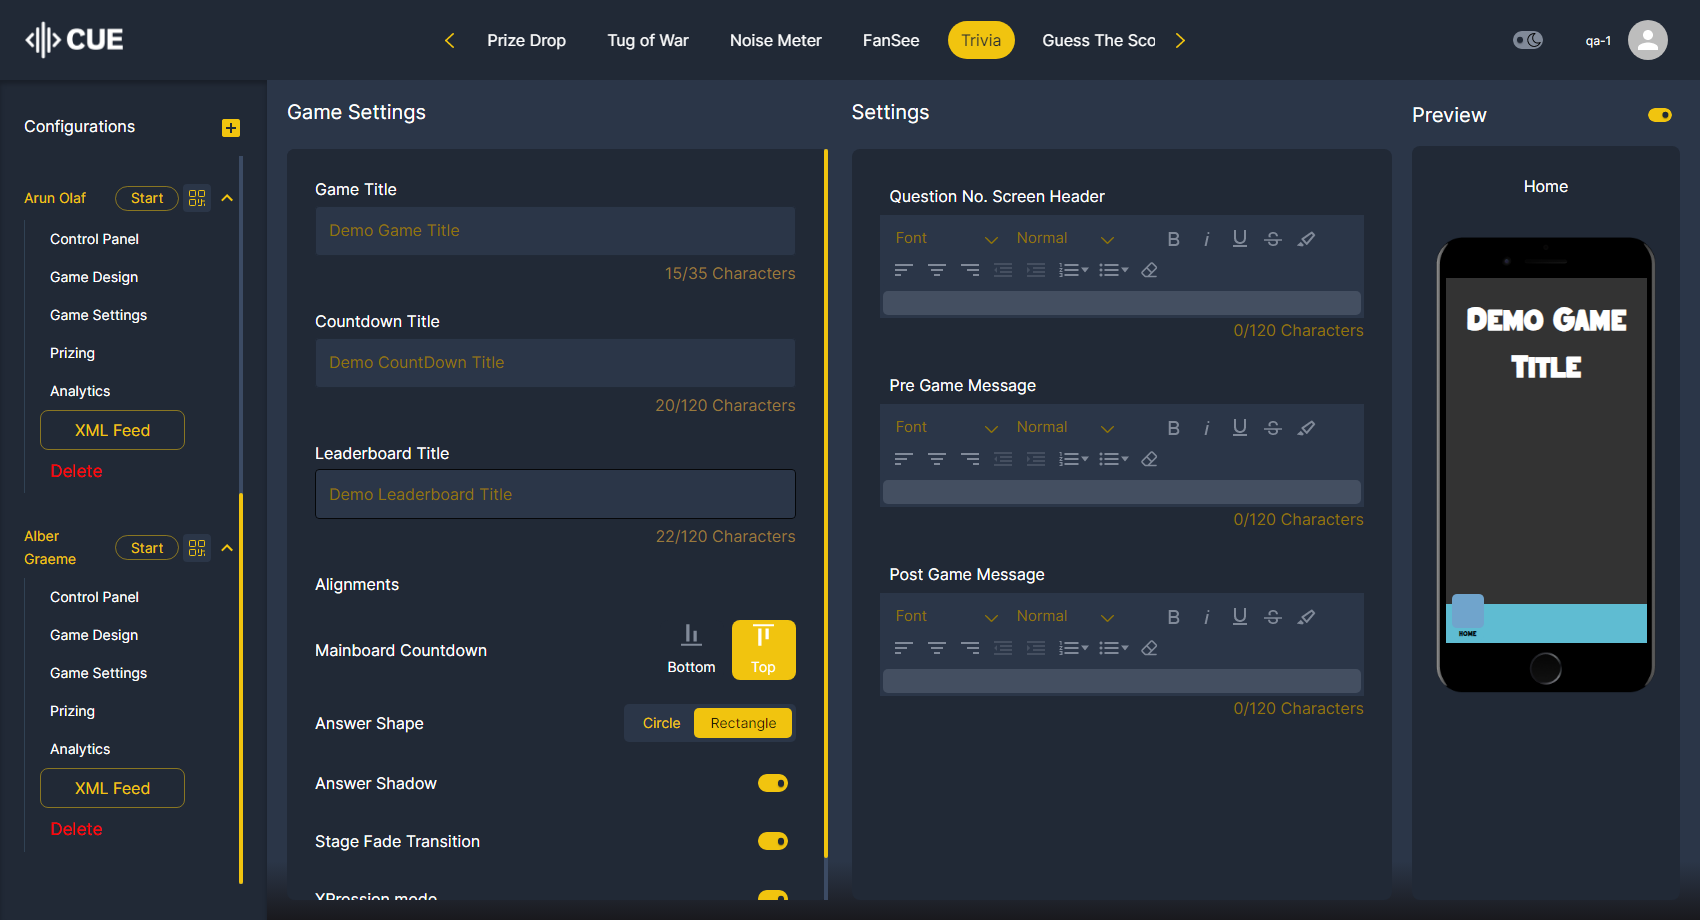 CUE
Prize Drop
Tug of War
Noise Meter
FanSee
Trivia
Guess The Sco
qa-1
Configurations
Arun Olaf
Start
Control Panel
Game Design
Game Settings
Prizing
Analytics
XML Feed
Delete
Alber
Graeme
Start
Control Panel
Game Design
Game Settings
Prizing
Analytics
XML Feed
Delete
Game Settings
Game Title
Demo Game Title
15/35 Characters
Countdown Title
Demo CountDown Title
20/120 Characters
Leaderboard Title
Demo Leaderboard Title
22/120 Characters
Alignments
Mainboard Countdown
Bottom
Top
Answer Shape
Circle
Rectangle
Answer Shadow
Stage Fade Transition
XPression mode
Settings
Question No. Screen Header
Font
Normal
0/120 Characters
Pre Game Message
Font
Normal
0/120 Characters
Post Game Message
Font
Normal
0/120 Characters
Preview
Home
Demo Game
Title
HOME